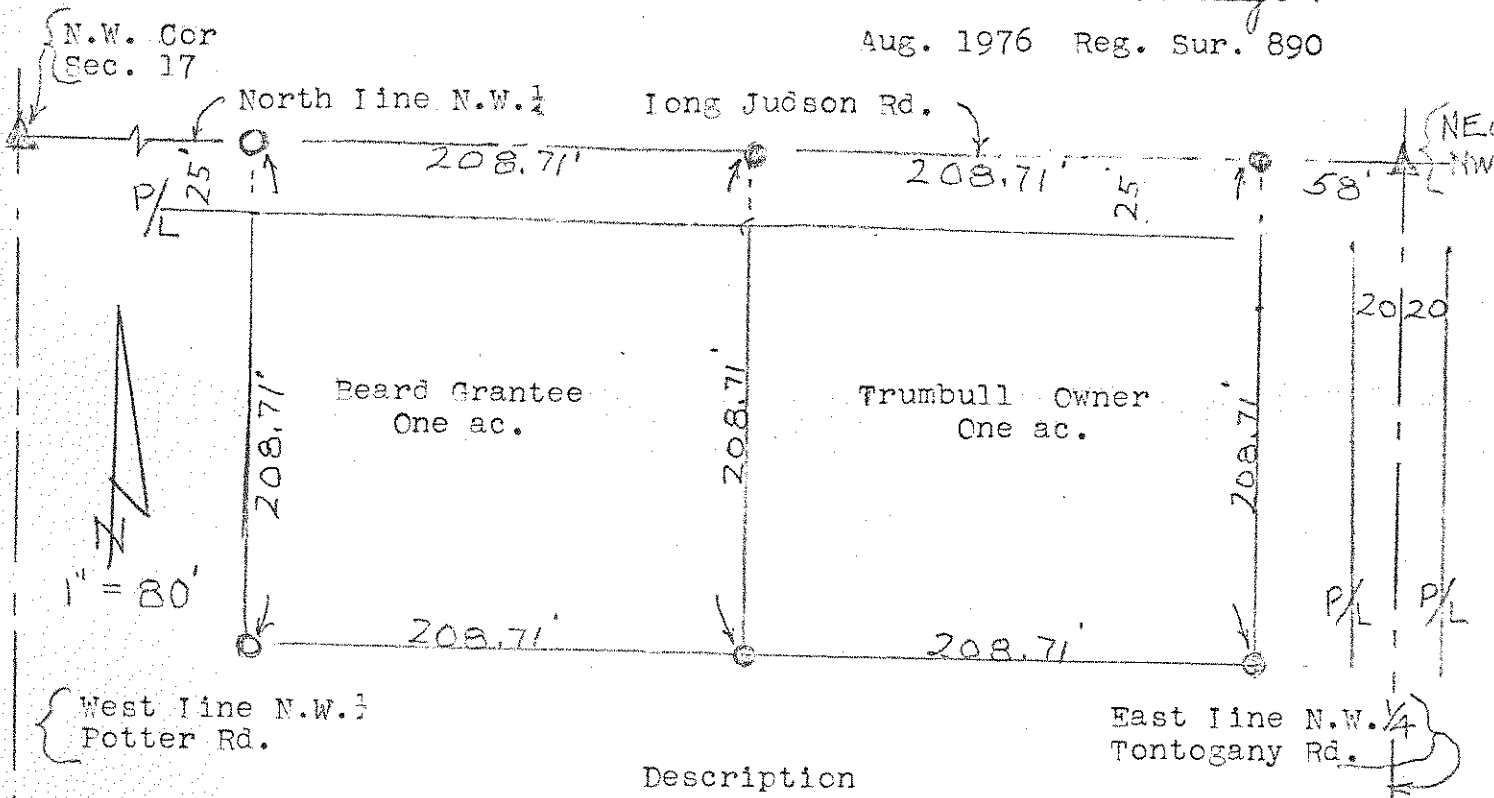 Aug. 1976 Reg. Sur. 890
N.W. Cor
Sec. 17
North Line N.W.¼
Long Judson Rd.
NE
NW
208.71'
208.71'
58'
25'
25
P/L
20 20
Beard Grantee
One ac.
Trumbull Owner
One ac.
208.71'
208.71'
208.71'
N
1" = 80'
P/L
P/L
208.71'
208.71'
West Line N.W.
Potter Rd.
East Line N.W. 1/4
Tontogany Rd.
Description